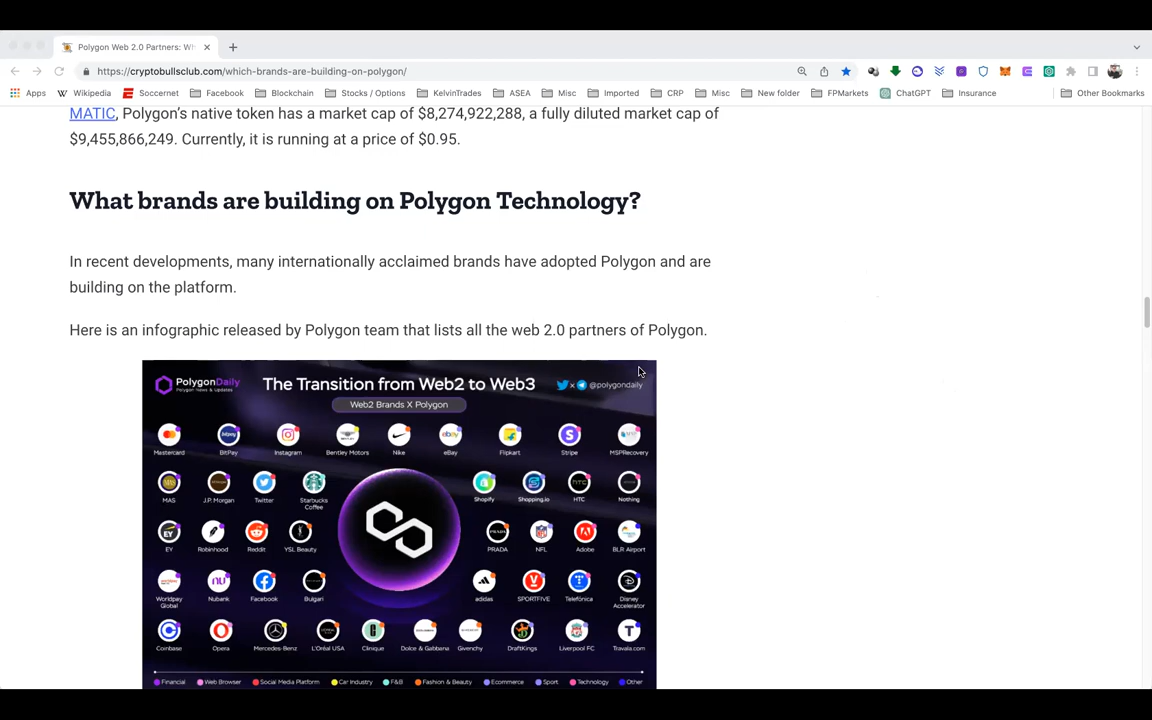 Polygon Web 2.0 Partners: Wh
https://cryptobullsclub.com/which-brands-are-building-on-polygon/
Apps Wikipedia Soccernet Facebook Blockchain Stocks / Options KelvinTrades ASEA Misc Imported CRP Misc New folder FPMarkets ChatGPT Insurance Other Bookmarks
MATIC, Polygon’s native token has a market cap of $8,274,922,288, a fully diluted market cap of
$9,455,866,249. Currently, it is running at a price of $0.95.
What brands are building on Polygon Technology?
In recent developments, many internationally acclaimed brands have adopted Polygon and are
building on the platform.
Here is an infographic released by Polygon team that lists all the web 2.0 partners of Polygon.
PolygonDaily
Polygon News & Updates
The Transition from Web2 to Web3
x @polygondaily
Web2 Brands X Polygon
Mastercard BitPay Instagram Bentley Motors Nike eBay Flipkart Stripe MSPRecovery
MAS J.P. Morgan Twitter Starbucks Coffee Shopify Shopping.io HTC Nothing
EY Robinhood Reddit YSL Beauty PRADA NFL Adobe BLR Airport
Worldpay Global Nubank Facebook Bulgari adidas SPORTFIVE Telefónica Disney Accelerator
Coinbase Opera Mercedes-Benz L'Oréal USA Clinique Dolce & Gabbana Givenchy DraftKings Liverpool FC Travala.com
Financial Web Browser Social Media Platform Car Industry F&B Fashion & Beauty Ecommerce Sport Technology Other